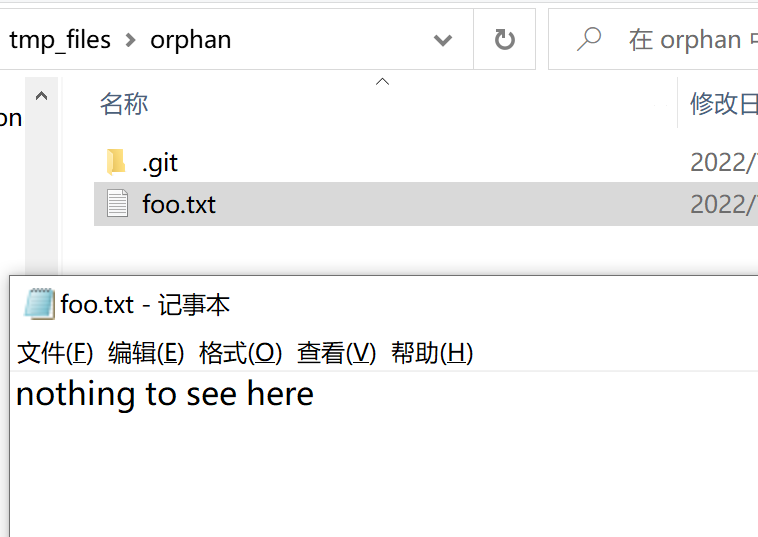 tmp_files > orphan
在 orphan
on
名称
修改日
.git
2022/
foo.txt
2022/
foo.txt - 记事本
文件(F) 编辑(E) 格式(O) 查看(V) 帮助(H)
nothing to see here